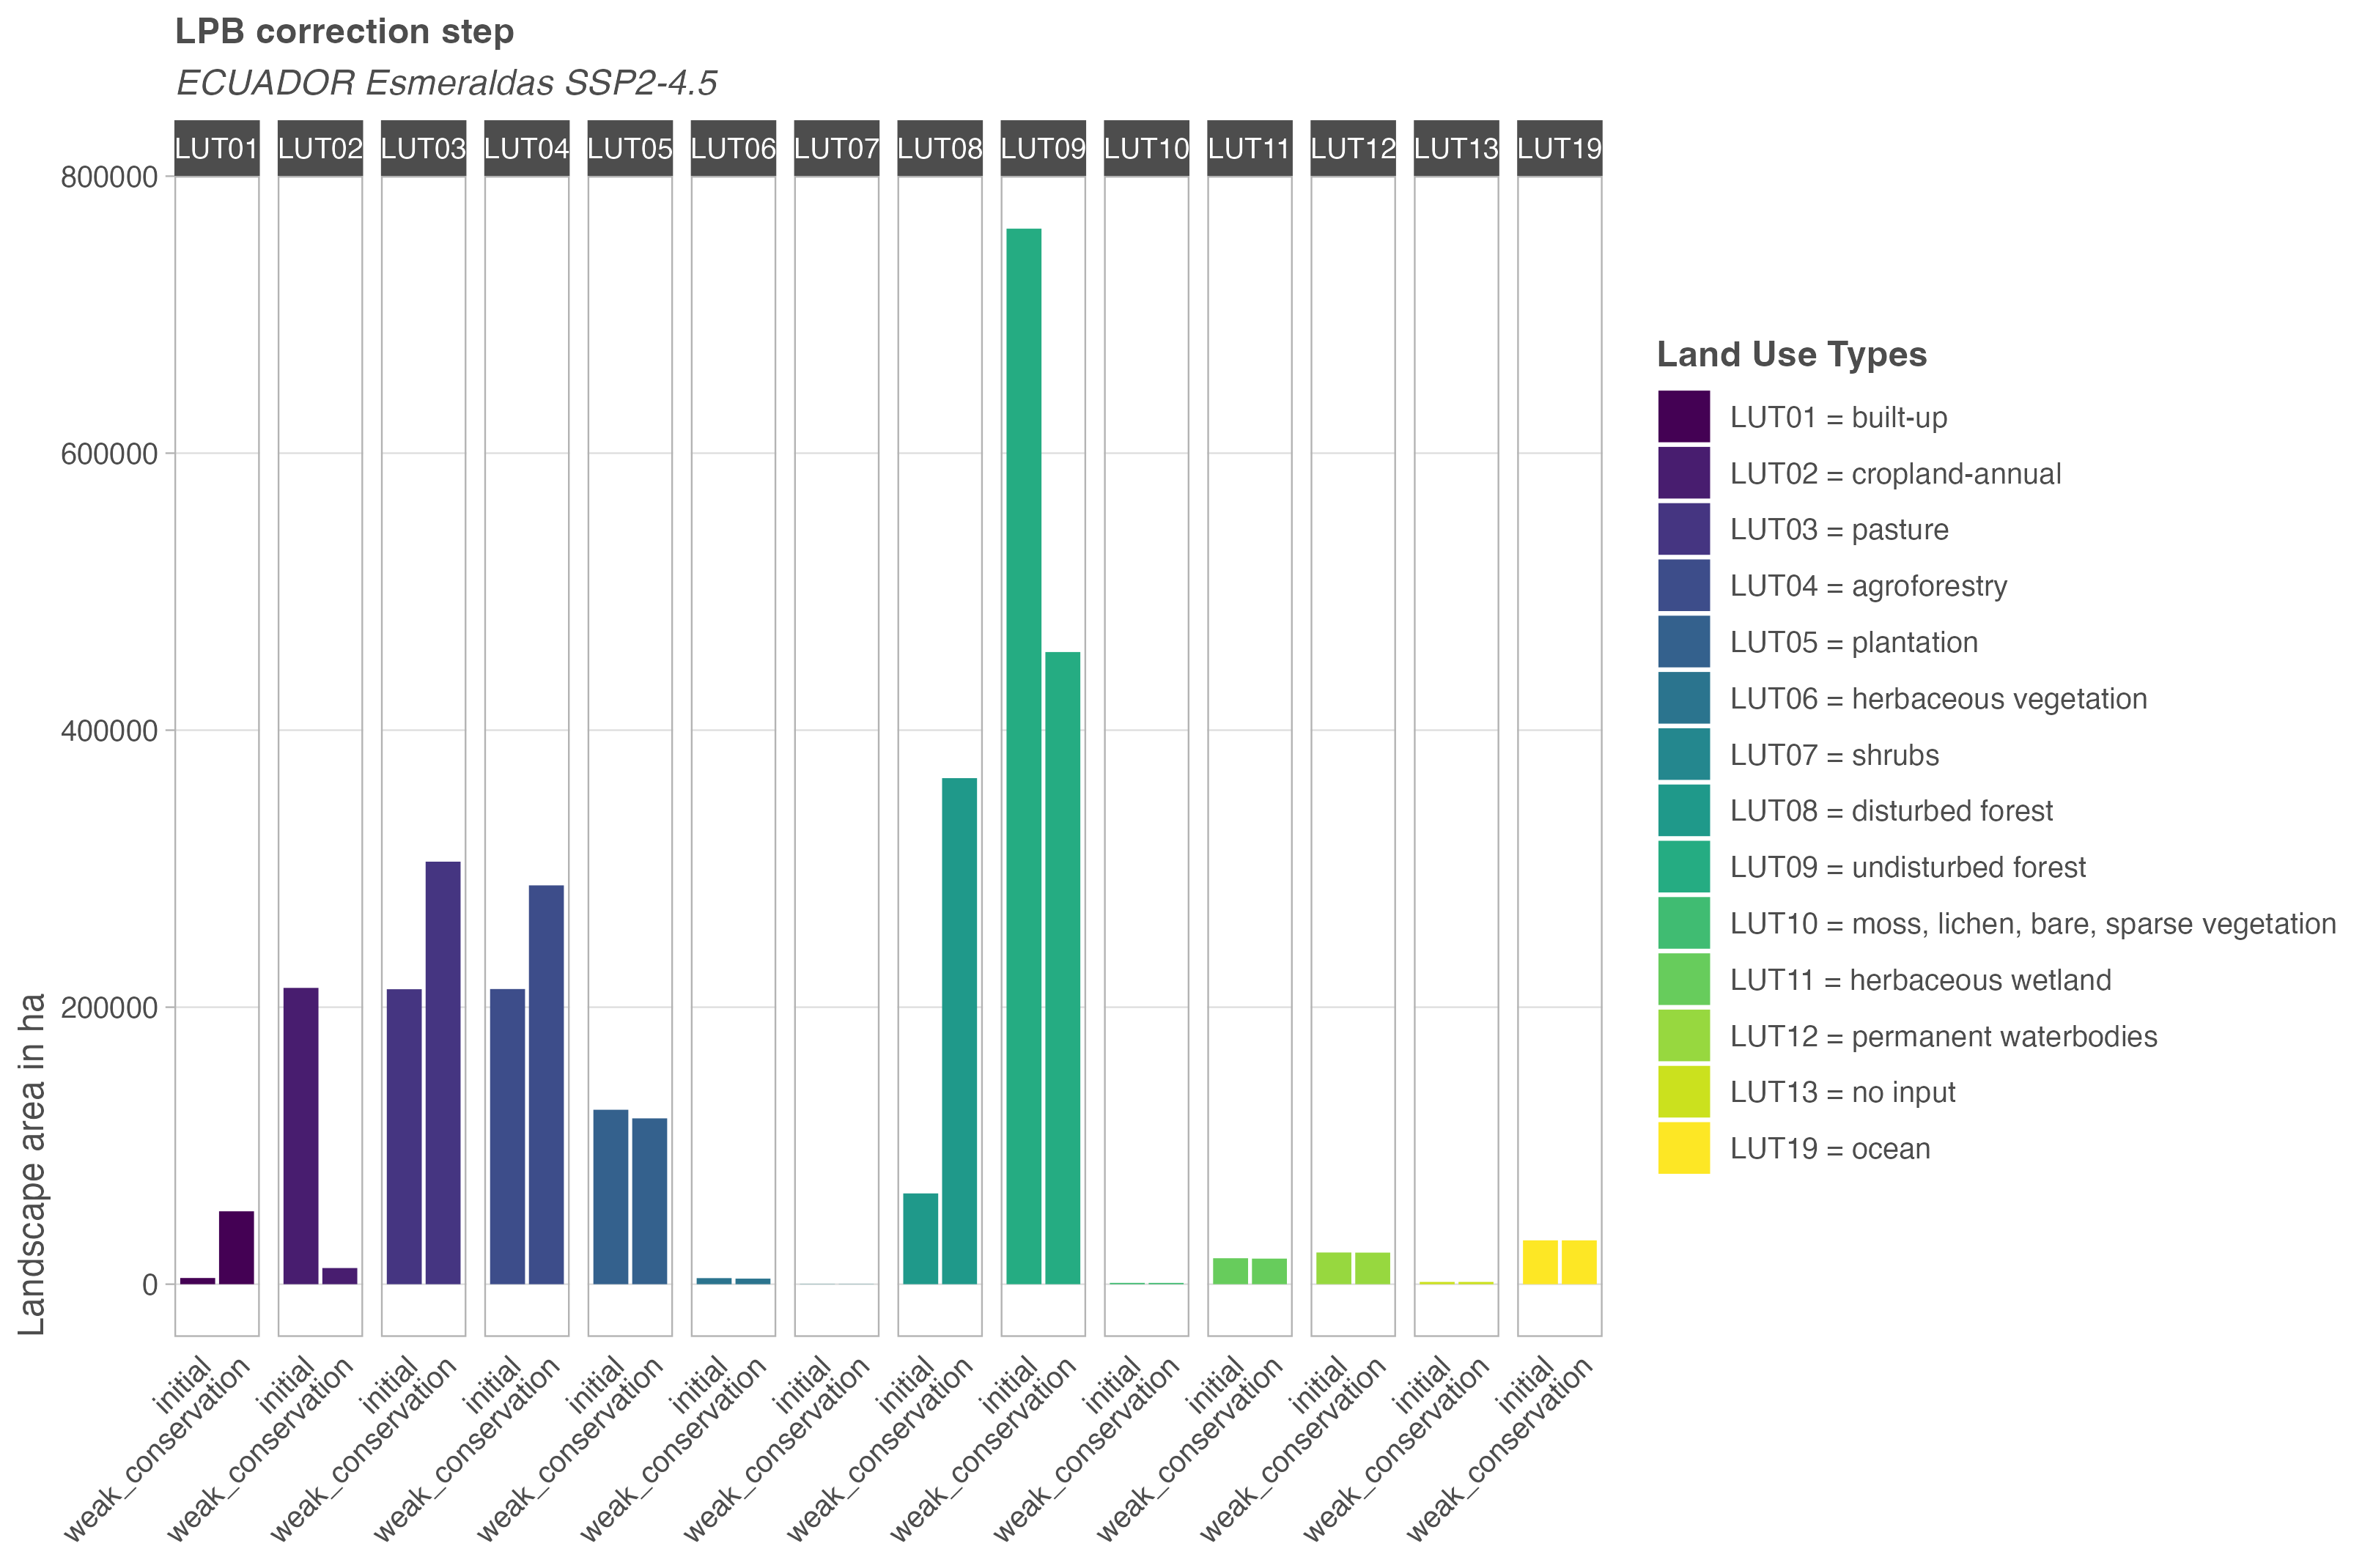 LPB correction step
ECUADOR Esmeraldas SSP2-4.5
LUT01 LUT02 LUT03 LUT04 LUT05 LUT06 LUT07 LUT08 LUT09 LUT10 LUT11 LUT12 LUT13 LUT19
800000
600000
400000
200000
0
Landscape area in ha
initial
weak_conservation
initial
weak_conservation
initial
weak_conservation
initial
weak_conservation
initial
weak_conservation
initial
weak_conservation
initial
weak_conservation
initial
weak_conservation
initial
weak_conservation
initial
weak_conservation
initial
weak_conservation
initial
weak_conservation
initial
weak_conservation
initial
weak_conservation
Land Use Types
LUT01 = built-up
LUT02 = cropland-annual
LUT03 = pasture
LUT04 = agroforestry
LUT05 = plantation
LUT06 = herbaceous vegetation
LUT07 = shrubs
LUT08 = disturbed forest
LUT09 = undisturbed forest
LUT10 = moss, lichen, bare, sparse vegetation
LUT11 = herbaceous wetland
LUT12 = permanent waterbodies
LUT13 = no input
LUT19 = ocean